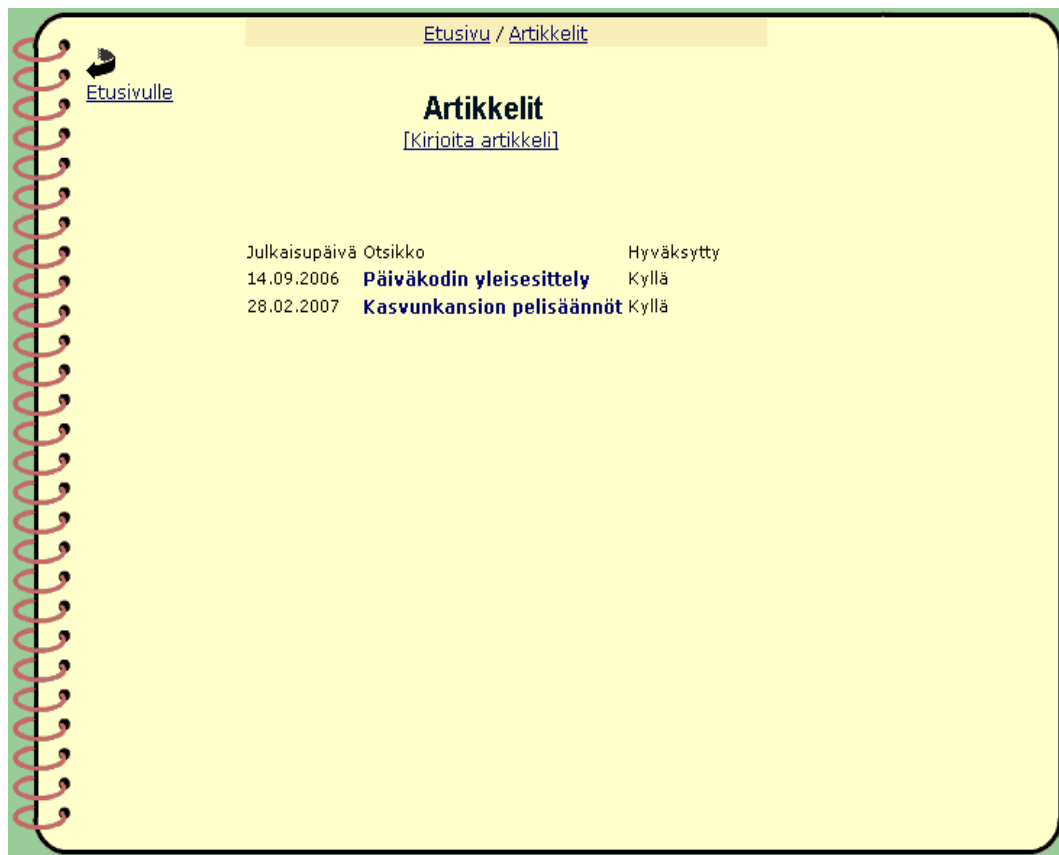 Etusivu / Artikkelit
Etusivulle
Artikkelit
[Kirjoita artikkeli]
Julkaisupäivä Otsikko Hyväksytty
14.09.2006 Päiväkodin yleisesittely Kyllä
28.02.2007 Kasvunkansion pelisäännöt Kyllä